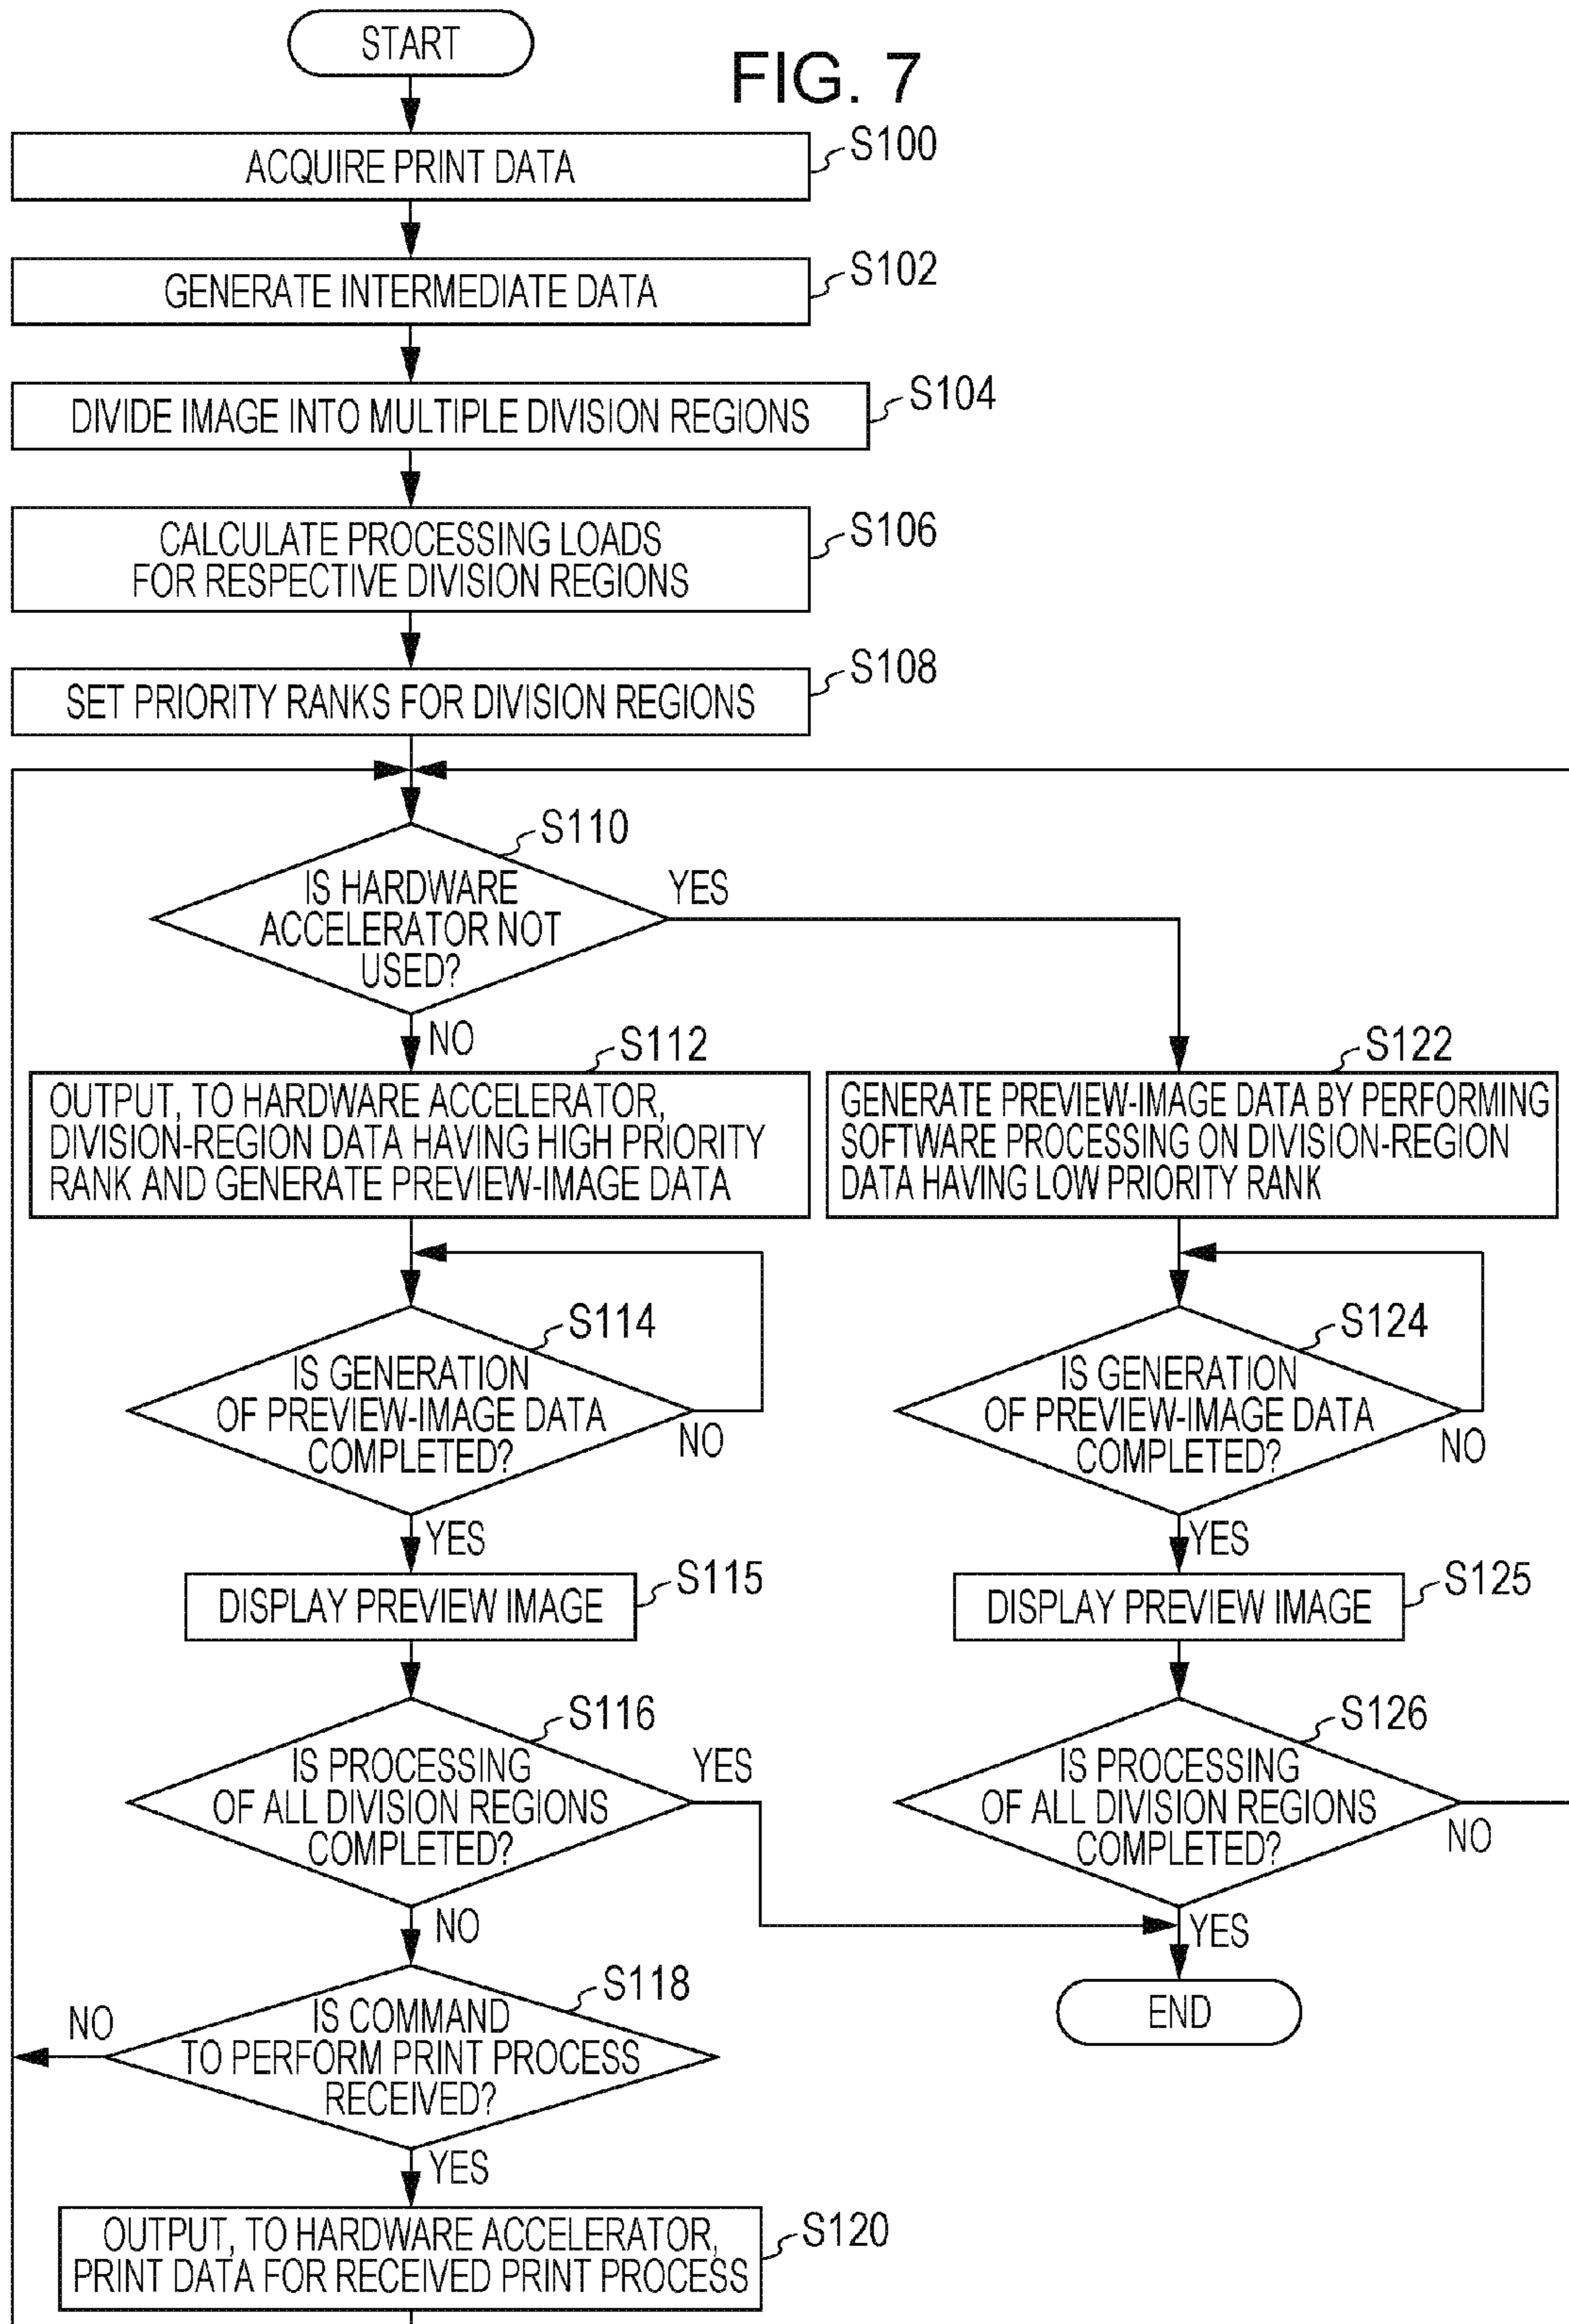 START
FIG. 7
ACQUIRE PRINT DATA
S100
GENERATE INTERMEDIATE DATA
S102
DIVIDE IMAGE INTO MULTIPLE DIVISION REGIONS
S104
CALCULATE PROCESSING LOADS
FOR RESPECTIVE DIVISION REGIONS
S106
SET PRIORITY RANKS FOR DIVISION REGIONS
S108
S110
IS HARDWARE
ACCELERATOR NOT
USED?
YES
NO
S112
OUTPUT, TO HARDWARE ACCELERATOR,
DIVISION-REGION DATA HAVING HIGH PRIORITY
RANK AND GENERATE PREVIEW-IMAGE DATA
S122
GENERATE PREVIEW-IMAGE DATA BY PERFORMING
SOFTWARE PROCESSING ON DIVISION-REGION
DATA HAVING LOW PRIORITY RANK
S114
IS GENERATION
OF PREVIEW-IMAGE DATA
COMPLETED?
NO
YES
S124
IS GENERATION
OF PREVIEW-IMAGE DATA
COMPLETED?
NO
YES
DISPLAY PREVIEW IMAGE
S115
DISPLAY PREVIEW IMAGE
S125
S116
IS PROCESSING
OF ALL DIVISION REGIONS
COMPLETED?
YES
NO
S126
IS PROCESSING
OF ALL DIVISION REGIONS
COMPLETED?
NO
YES
END
S118
IS COMMAND
TO PERFORM PRINT PROCESS
RECEIVED?
NO
YES
OUTPUT, TO HARDWARE ACCELERATOR,
PRINT DATA FOR RECEIVED PRINT PROCESS
S120